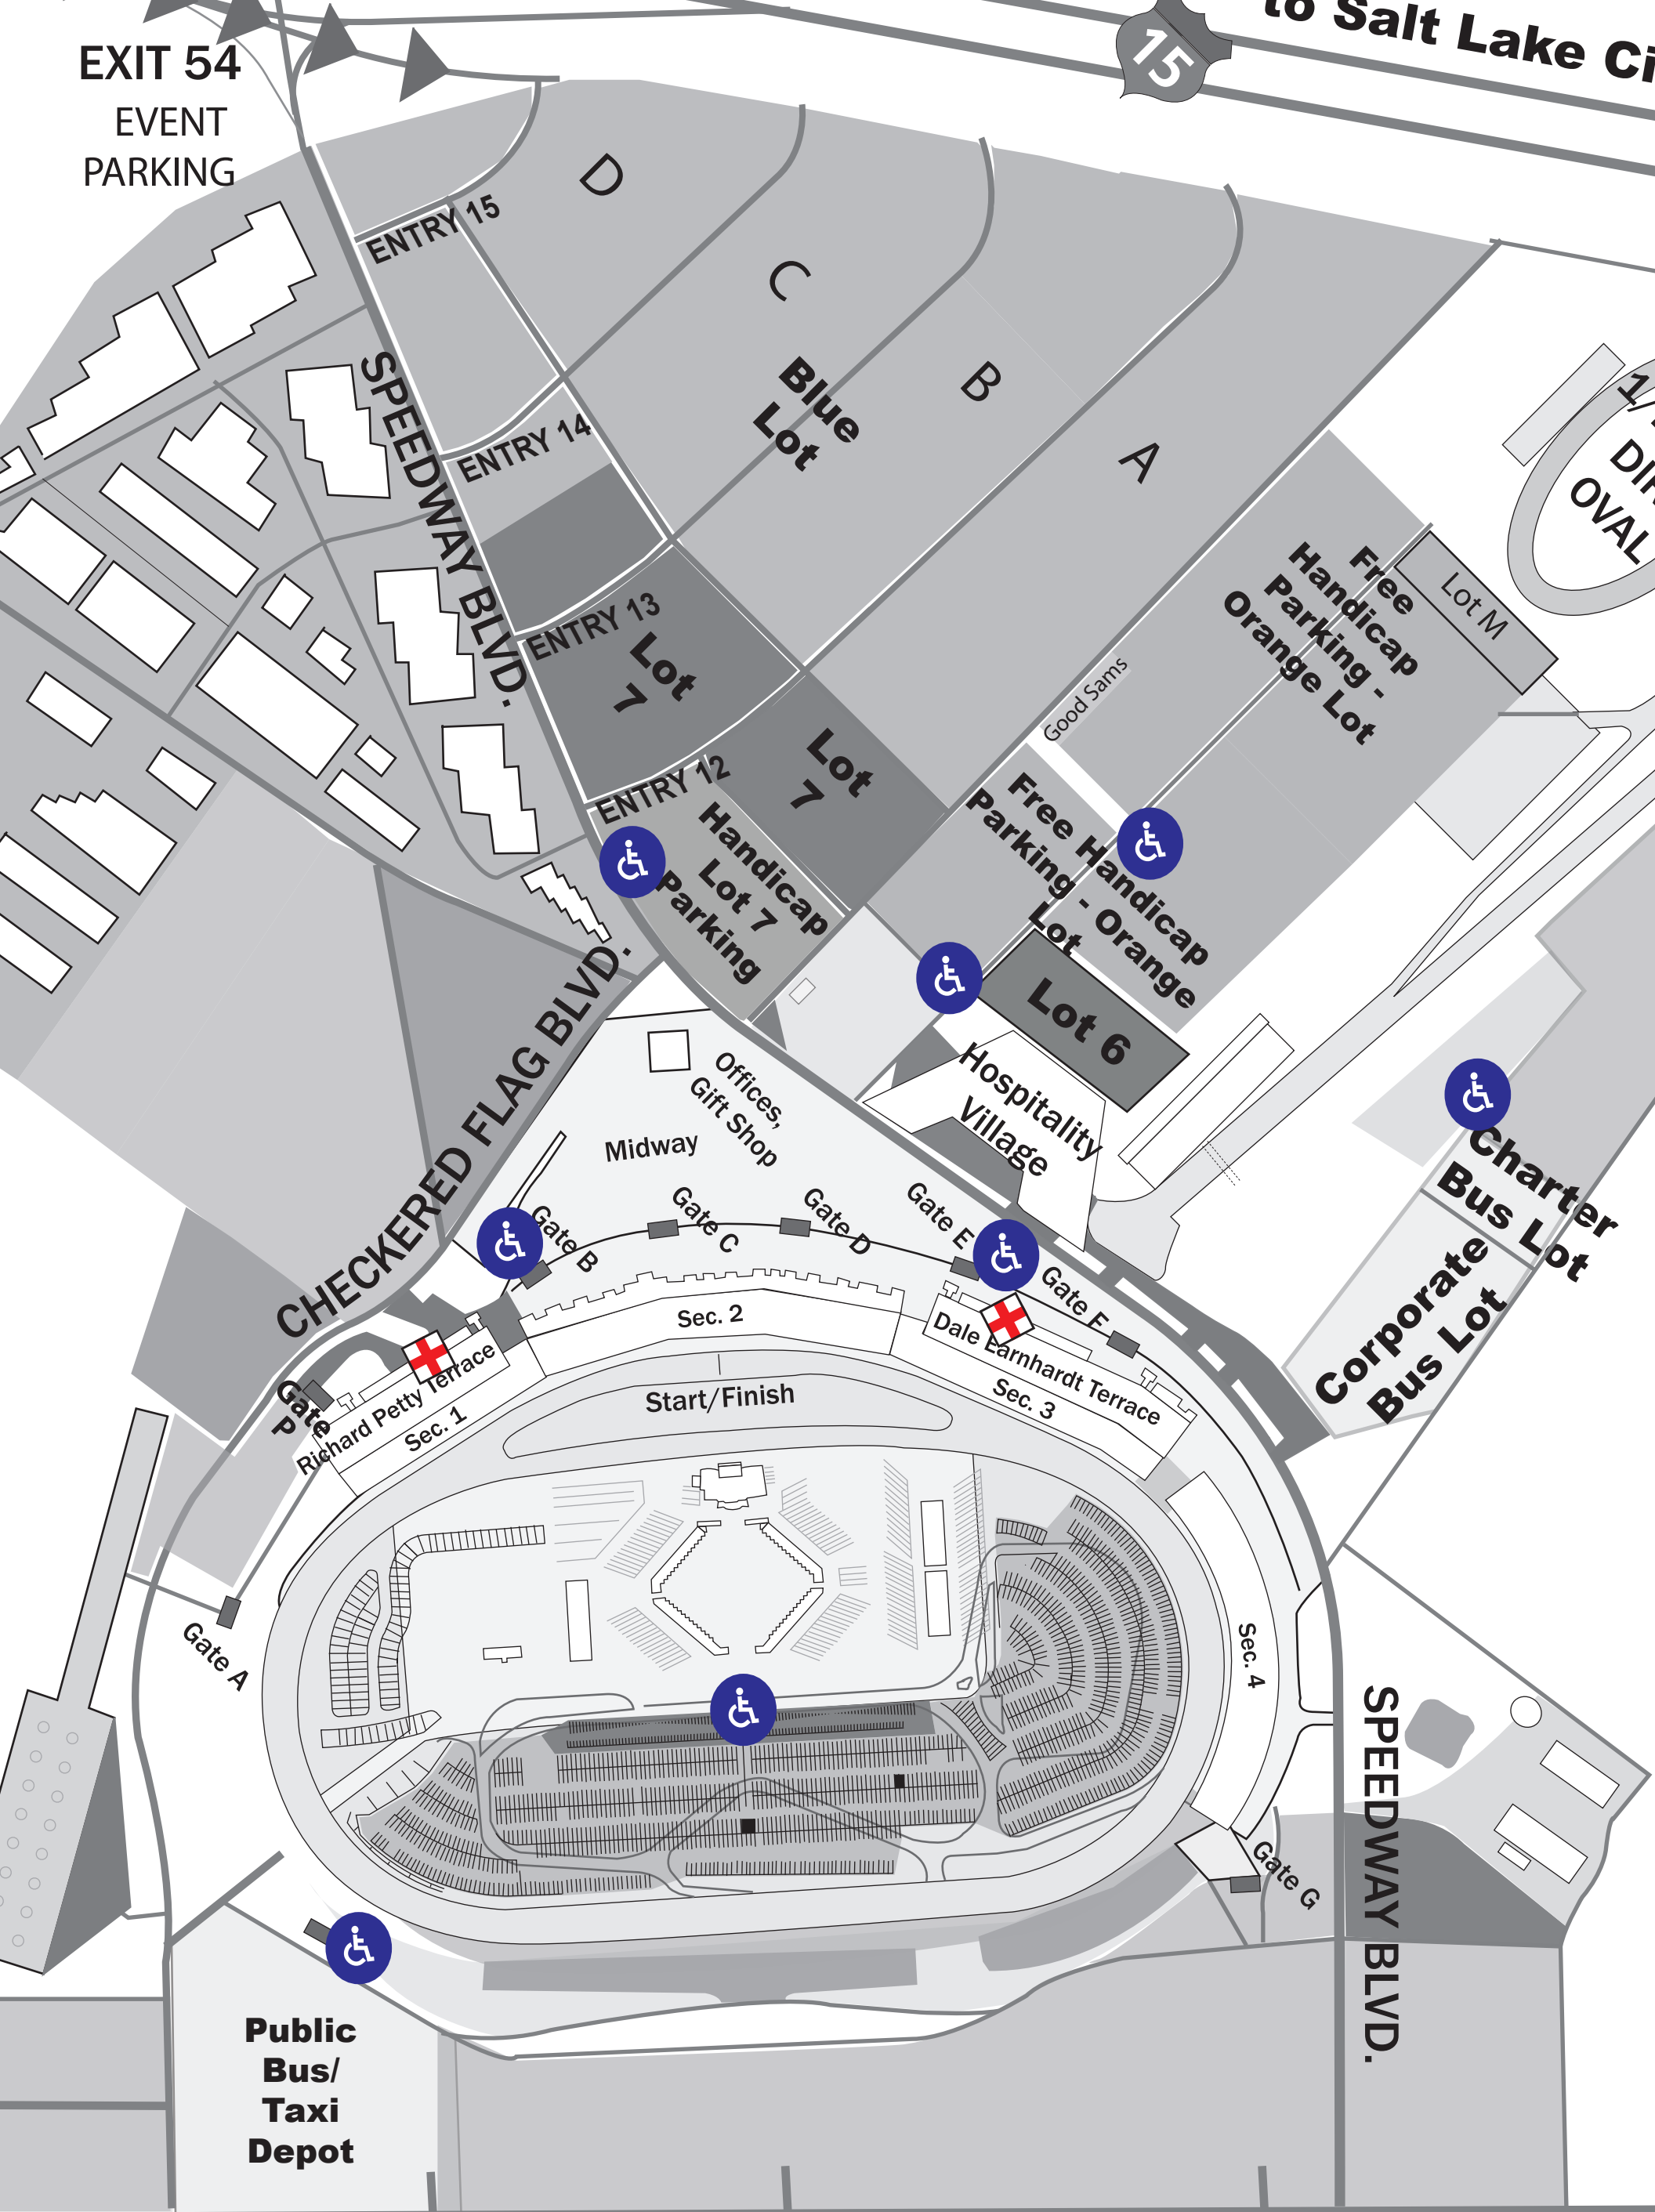 to Salt Lake Ci
15
EXIT 54
EVENT
PARKING
D
ENTRY 15
C
SPEEDWAY BLVD.
Blue
Lot
B
ENTRY 14
A
1/
DIR
OVAL
Free
Handicap
Parking -
Orange Lot
Lot M
ENTRY 13
Lot
7
Good Sams
Lot
7
ENTRY 12
Handicap
Lot 7
Parking
Free Handicap
Parking - Orange
Lot
Lot 6
CHECKERED FLAG BLVD.
Offices,
Gift Shop
Hospitality
Village
Midway
Charter
Bus Lot
Corporate
Bus Lot
Gate B
Gate C
Gate D
Gate E
Gate F
Sec. 2
Dale Earnhardt Terrace
Sec. 3
Richard Petty Terrace
Sec. 1
Gate
P
Start/Finish
Gate A
Sec. 4
SPEEDWAY BLVD.
Gate G
Public
Bus/
Taxi
Depot